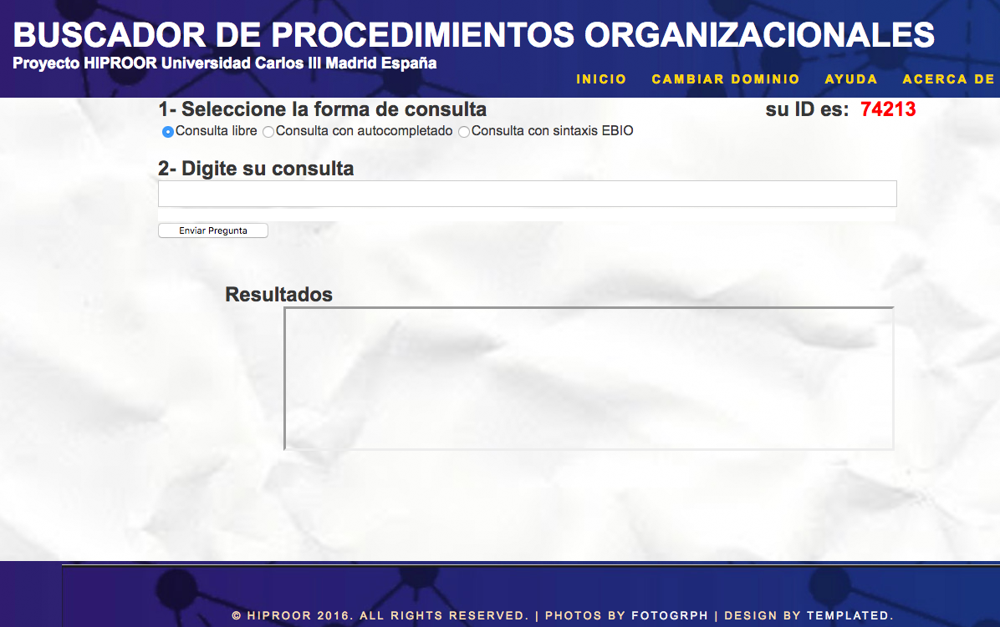 BUSCADOR DE PROCEDIMIENTOS ORGANIZACIONALES
Proyecto HIPROOR Universidad Carlos III Madrid España
INICIO CAMBIAR DOMINIO AYUDA ACERCA DE
1- Seleccione la forma de consulta su ID es: 74213
Consulta libre Consulta con autocompletado Consulta con sintaxis EBIO
2- Digite su consulta
Enviar Pregunta
Resultados
© HIPROOR 2016. ALL RIGHTS RESERVED. | PHOTOS BY FOTOGRPH | DESIGN BY TEMPLATED.